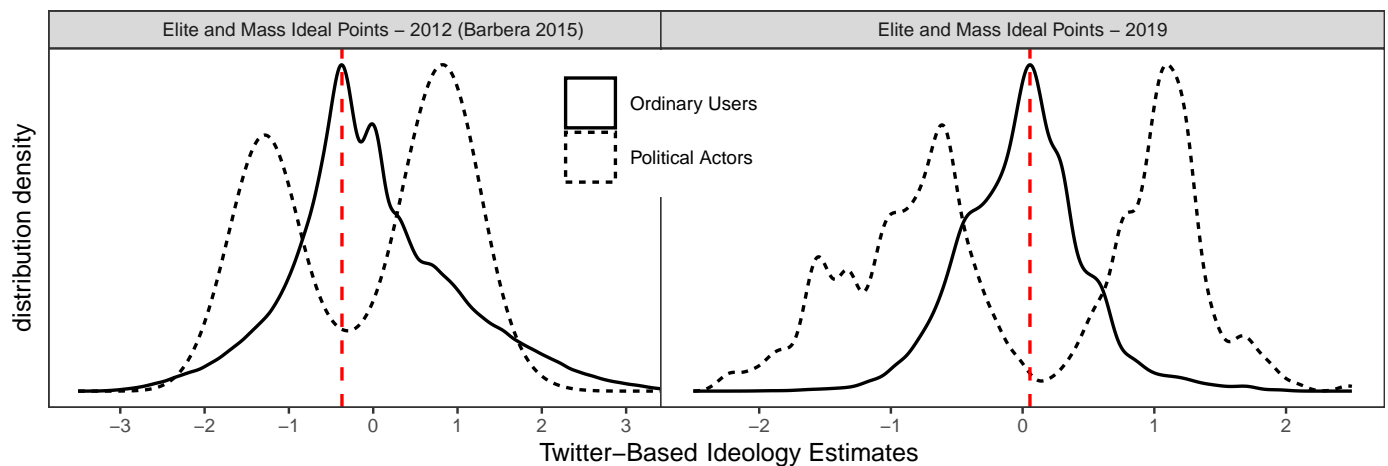 Elite and Mass Ideal Points − 2012 (Barbera 2015)
Elite and Mass Ideal Points − 2019
Ordinary Users
Political Actors
distribution density
−3 −2 −1 0 1 2 3
−2 −1 0 1 2
Twitter−Based Ideology Estimates